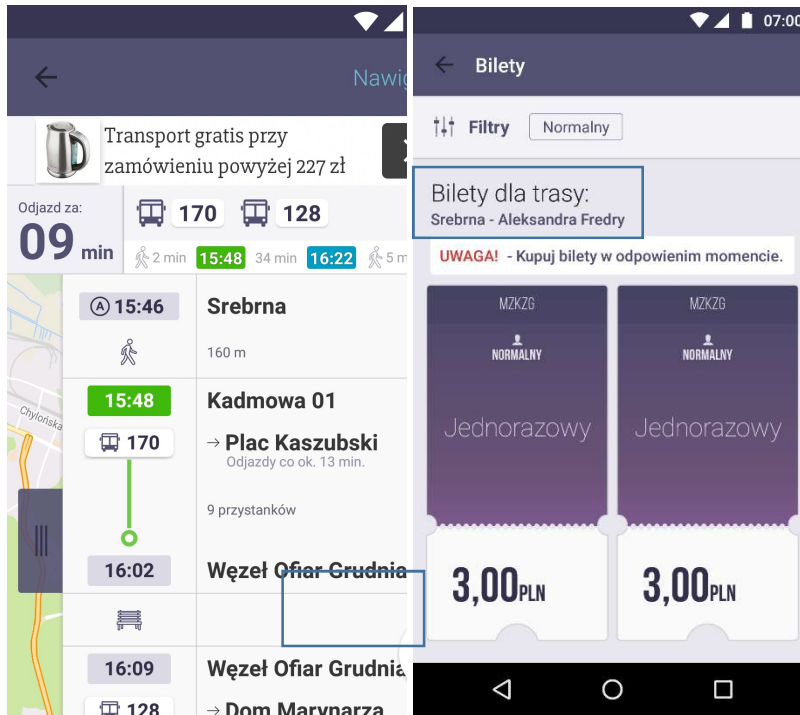 Nawig
Transport gratis przy
zamówieniu powyżej 227 zł
Odjazd za:
09 min
170 128
2 min 15:48 34 min 16:22 5 m
A 15:46 Srebrna
160 m
15:48 Kadmowa 01
170 → Plac Kaszubski
Odjazdy co ok. 13 min.
9 przystanków
16:02 Węzeł Ofiar Grudnia
16:09 Węzeł Ofiar Grudnia
128 → Dom Marynarza
Chylońska
07:00
Bilety
Filtry Normalny
Bilety dla trasy:
Srebrna - Aleksandra Fredry
UWAGA! - Kupuj bilety w odpowienim momencie.
MZKZG
NORMALNY
Jednorazowy
3,00PLN
MZKZG
NORMALNY
Jednorazowy
3,00PLN